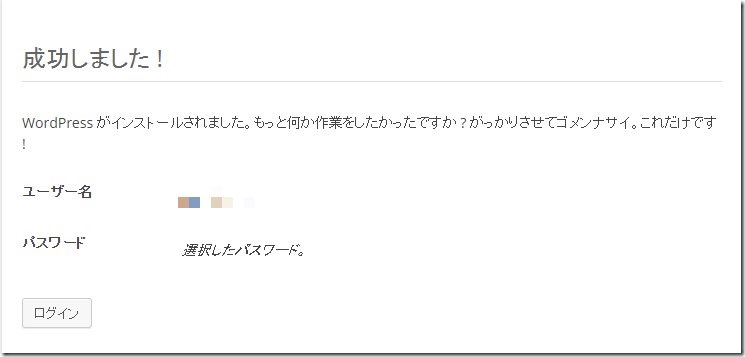 成功しました !
WordPress がインストールされました。もっと何か作業をしたかったですか ? がっかりさせてゴメンナサイ。これだけです
!
ユーザー名
パスワード
選択したパスワード。
ログイン